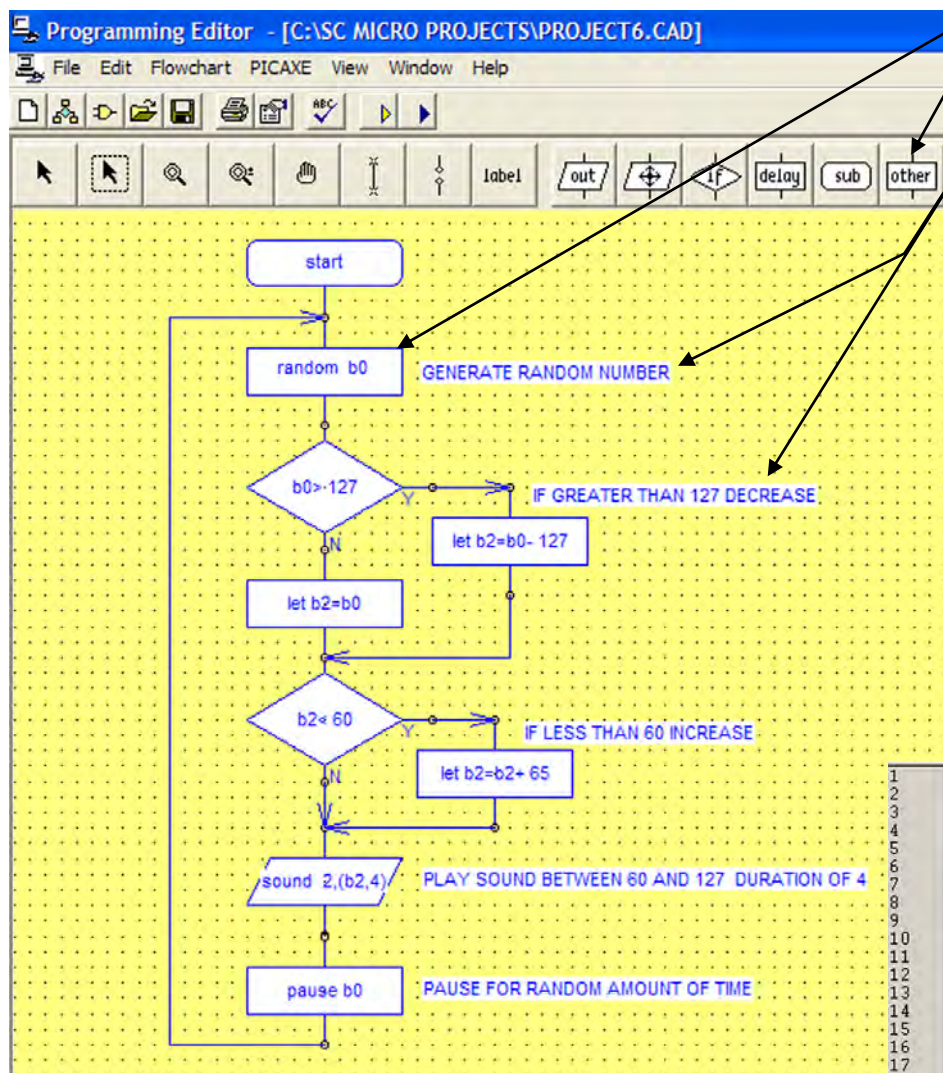 Programming Editor - [C:\SC MICRO PROJECTS\PROJECT6.CAD]
File Edit Flowchart PICAXE View Window Help
ABC
label out if delay sub other
start
random b0
GENERATE RANDOM NUMBER
b0> 127
Y
IF GREATER THAN 127 DECREASE
N
let b2=b0- 127
let b2=b0
b2< 60
Y
IF LESS THAN 60 INCREASE
N
let b2=b2+ 65
sound 2,(b2,4)
PLAY SOUND BETWEEN 60 AND 127 DURATION OF 4
pause b0
PAUSE FOR RANDOM AMOUNT OF TIME
1
2
3
4
5
6
7
8
9
10
11
12
13
14
15
16
17